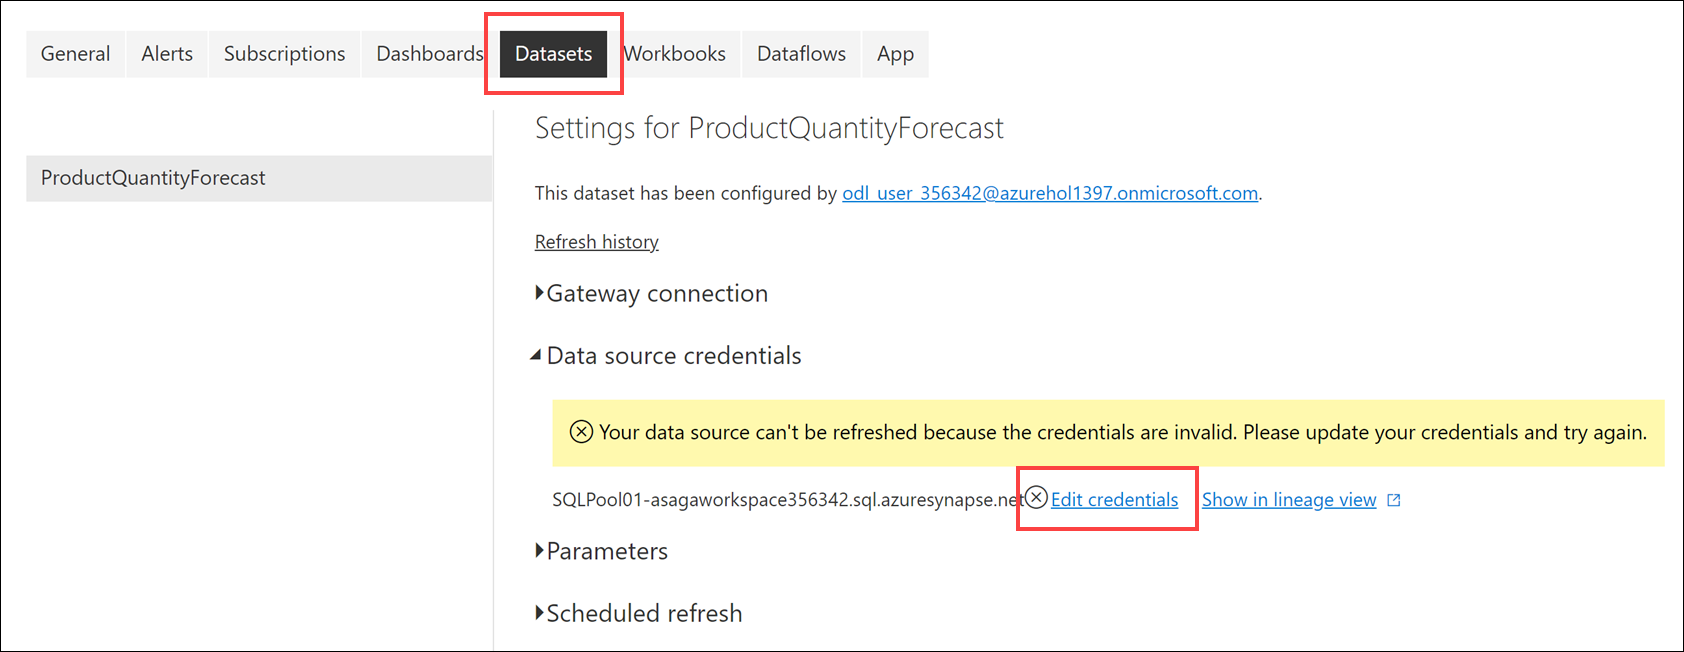 General Alerts Subscriptions Dashboards Datasets Workbooks Dataflows App
Settings for ProductQuantityForecast
ProductQuantityForecast
This dataset has been configured by odl_user_356342@azurehol1397.onmicrosoft.com.
Refresh history
Gateway connection
Data source credentials
Your data source can't be refreshed because the credentials are invalid. Please update your credentials and try again.
SQLPool01-asagaworkspace356342.sql.azuresynapse.net Edit credentials Show in lineage view
Parameters
Scheduled refresh